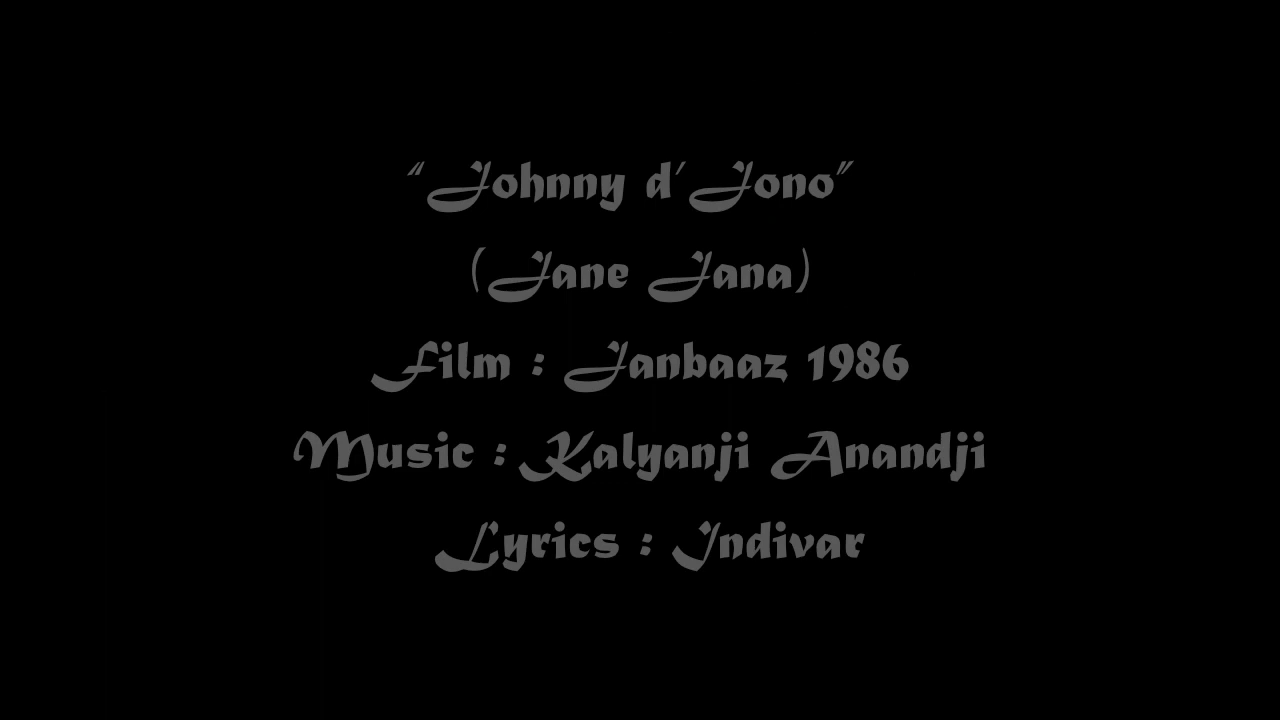 “Johnny d'Jono”
(Jane Jana)
Film : Janbaaz 1986
Music : Kalyanji Anandji
Lyrics : Indivar